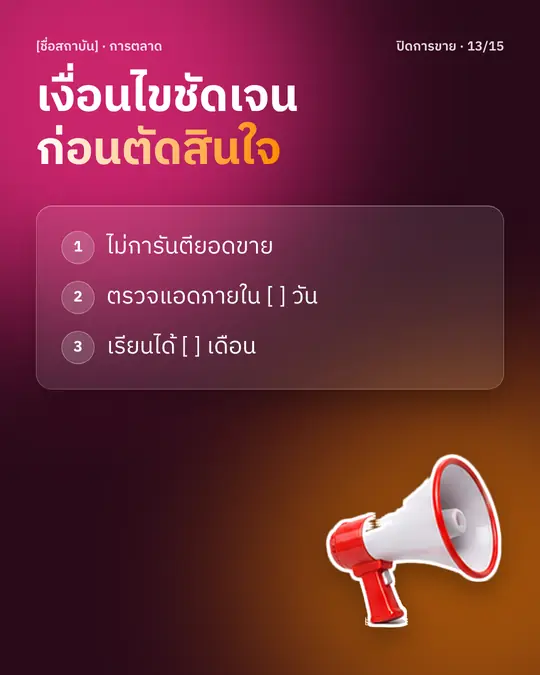 [ชื่อสถาบัน] · การตลาด
ปิดการขาย · 13/15
เงื่อนไขชัดเจน
ก่อนตัดสินใจ
1 ไม่การันตียอดขาย
2 ตรวจแอดภายใน [ ] วัน
3 เรียนได้ [ ] เดือน